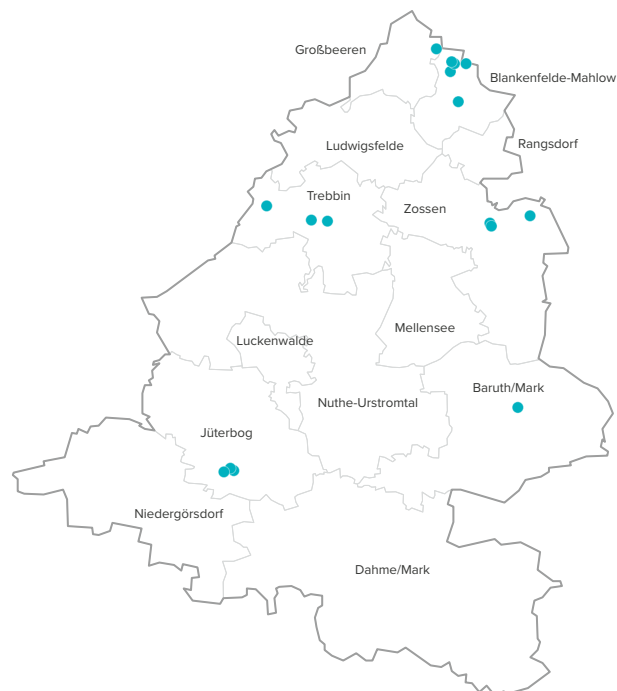 Großbeeren
Blankenfelde-Mahlow
Ludwigsfelde
Rangsdorf
Trebbin
Zossen
Mellensee
Luckenwalde
Baruth/Mark
Nuthe-Urstromtal
Jüterbog
Niedergörsdorf
Dahme/Mark